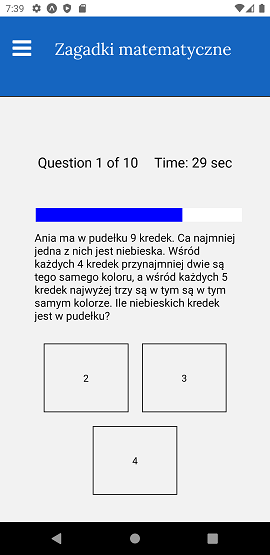 7:39
Zagadki matematyczne
Question 1 of 10 Time: 29 sec
Ania ma w pudełku 9 kredek. Ca najmniej
jedna z nich jest niebieska. Wśród
każdych 4 kredek przynajmniej dwie są
tego samego koloru, a wśród każdych 5
kredek najwyżej trzy są w tym są w tym
samym kolorze. Ile niebieskich kredek
jest w pudełku?
2
3
4